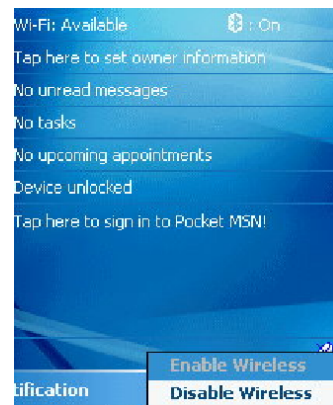 Wi-Fi: Available : On
Tap here to set owner information
No unread messages
No tasks
No upcoming appointments
Device unlocked
Tap here to sign in to Pocket MSN!
Enable Wireless
tification Disable Wireless